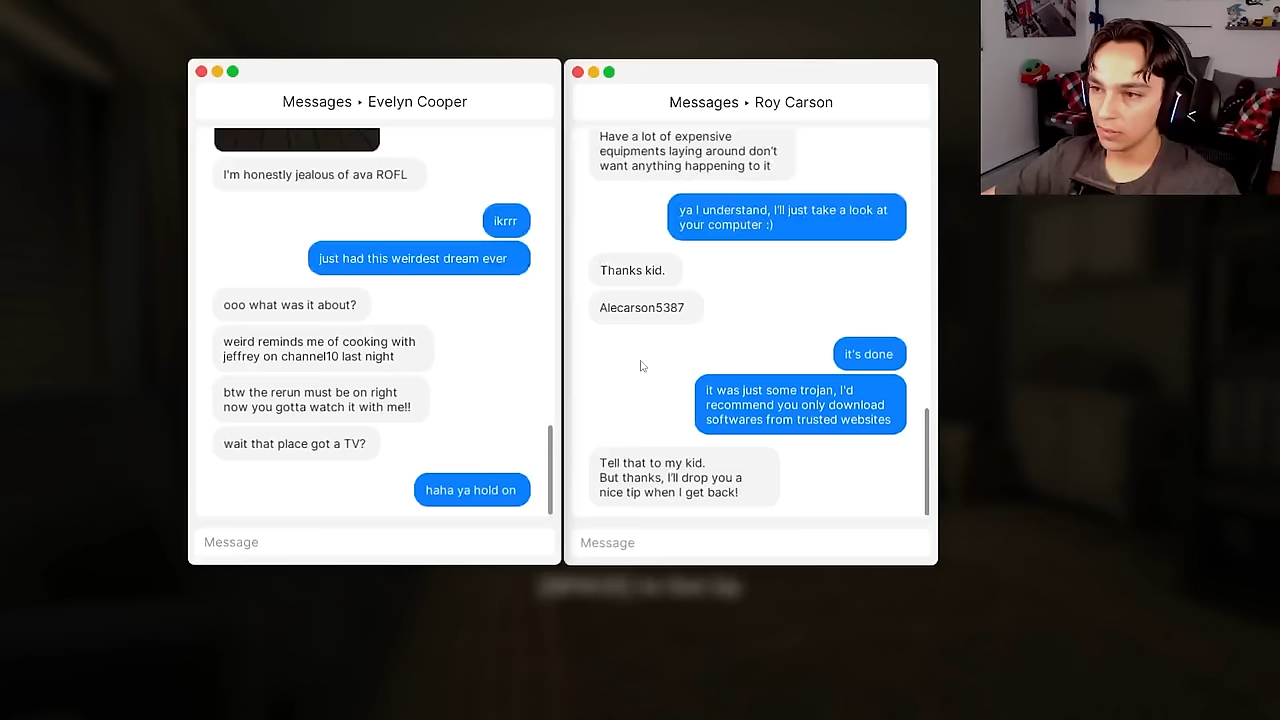 Messages ▸ Evelyn Cooper
I'm honestly jealous of ava ROFL
ikrrr
just had this weirdest dream ever
ooo what was it about?
weird reminds me of cooking with
jeffrey on channel10 last night
btw the rerun must be on right
now you gotta watch it with me!!
wait that place got a TV?
haha ya hold on
Message
Messages ▸ Roy Carson
Have a lot of expensive
equipments laying around don't
want anything happening to it
ya I understand, I'll just take a look at
your computer :)
Thanks kid.
Alecarson5387
it's done
it was just some trojan, I'd
recommend you only download
softwares from trusted websites
Tell that to my kid.
But thanks, I'll drop you a
nice tip when I get back!
Message